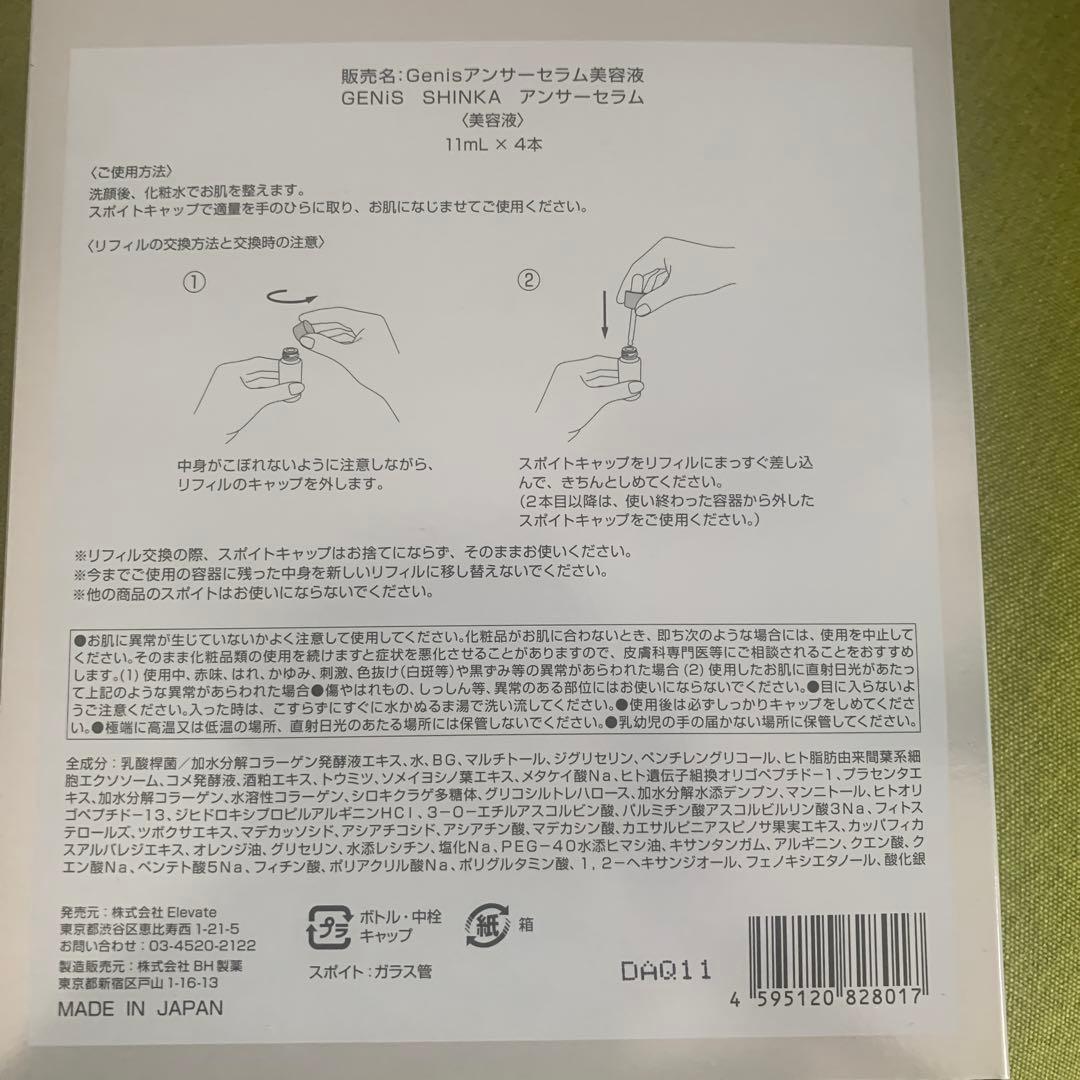 販売名:Genisアンサーセラム美容液
GENiS SHINKA アンサーセラム
〈美容液〉
11mL × 4本
〈ご使用方法〉
洗顔後、化粧水でお肌を整えます。
スポイトキャップで適量を手のひらに取り、お肌になじませてご使用ください。
〈リフィルの交換方法と交換時の注意〉
①
②
中身がこぼれないように注意しながら、
リフィルのキャップを外します。
スポイトキャップをリフィルにまっすぐ差し込
んで、きちんとしめてください。
(2本目以降は、使い終わった容器から外した
スポイトキャップをご使用ください。)
※リフィル交換の際、スポイトキャップはお捨てにならず、そのままお使いください。
※今までご使用の容器に残った中身を新しいリフィルに移し替えないでください。
※他の商品のスポイトはお使いにならないでください。
●お肌に異常が生じていないかよく注意して使用してください。化粧品がお肌に合わないとき、即ち次のような場合には、使用を中止して
ください。そのまま化粧品類の使用を続けますと症状を悪化させることがありますので、皮膚科専門医等にご相談されることをおすすめ
します。(1) 使用中、赤味、はれ、かゆみ、刺激、色抜け(白斑等)や黒ずみ等の異常があらわれた場合(2) 使用したお肌に直射日光があたっ
て上記のような異常があらわれた場合●傷やはれもの、しっしん等、異常のある部位にはお使いにならないでください。●目に入らないよ
うご注意ください。入った時は、こすらずにすぐに水かぬるま湯で洗い流してください。●使用後は必ずしっかりキャップをしめてくださ
い。●極端に高温又は低温の場所、直射日光のあたる場所には保管しないでください。●乳幼児の手の届かない場所に保管してください。
全成分:乳酸桿菌/加水分解コラーゲン発酵液エキス、水、BG、マルチトール、ジグリセリン、ペンチレングリコール、ヒト脂肪由来間葉系細
胞エクソソーム、コメ発酵液、酒粕エキス、トウミツ、ソメイヨシノ葉エキス、メタケイ酸Na、ヒト遺伝子組換オリゴペプチド-1、プラセンタエ
キス、加水分解コラーゲン、水溶性コラーゲン、シロキクラゲ多糖体、グリコシルトレハロース、加水分解水添デンプン、マンニトール、ヒトオリ
ゴペプチド-13、ジヒドロキシプロピルアルギニンHCl、3-O-エチルアスコルビン酸、パルミチン酸アスコルビルリン酸3Na、フィトス
テロールズ、ツボクサエキス、マデカッソシド、アシアチコシド、アシアチン酸、マデカシン酸、カエサルピニアスピノサ果実エキス、カッパフィカ
スアルバレジエキス、オレンジ油、グリセリン、水添レシチン、塩化Na、PEG-40水添ヒマシ油、キサンタンガム、アルギニン、クエン酸、ク
エン酸Na、ペンテト酸5Na、フィチン酸、ポリアクリル酸Na、ポリグルタミン酸、1,2-ヘキサンジオール、フェノキシエタノール、酸化銀
発売元:株式会社Elevate
東京都渋谷区恵比寿西1-21-5
お問い合わせ:03-4520-2122
製造販売元:株式会社BH製薬
東京都新宿区戸山1-16-13
MADE IN JAPAN
プラ
ボトル・中栓
キャップ
紙
箱
スポイト:ガラス管
DAQ11
4 595120 828017